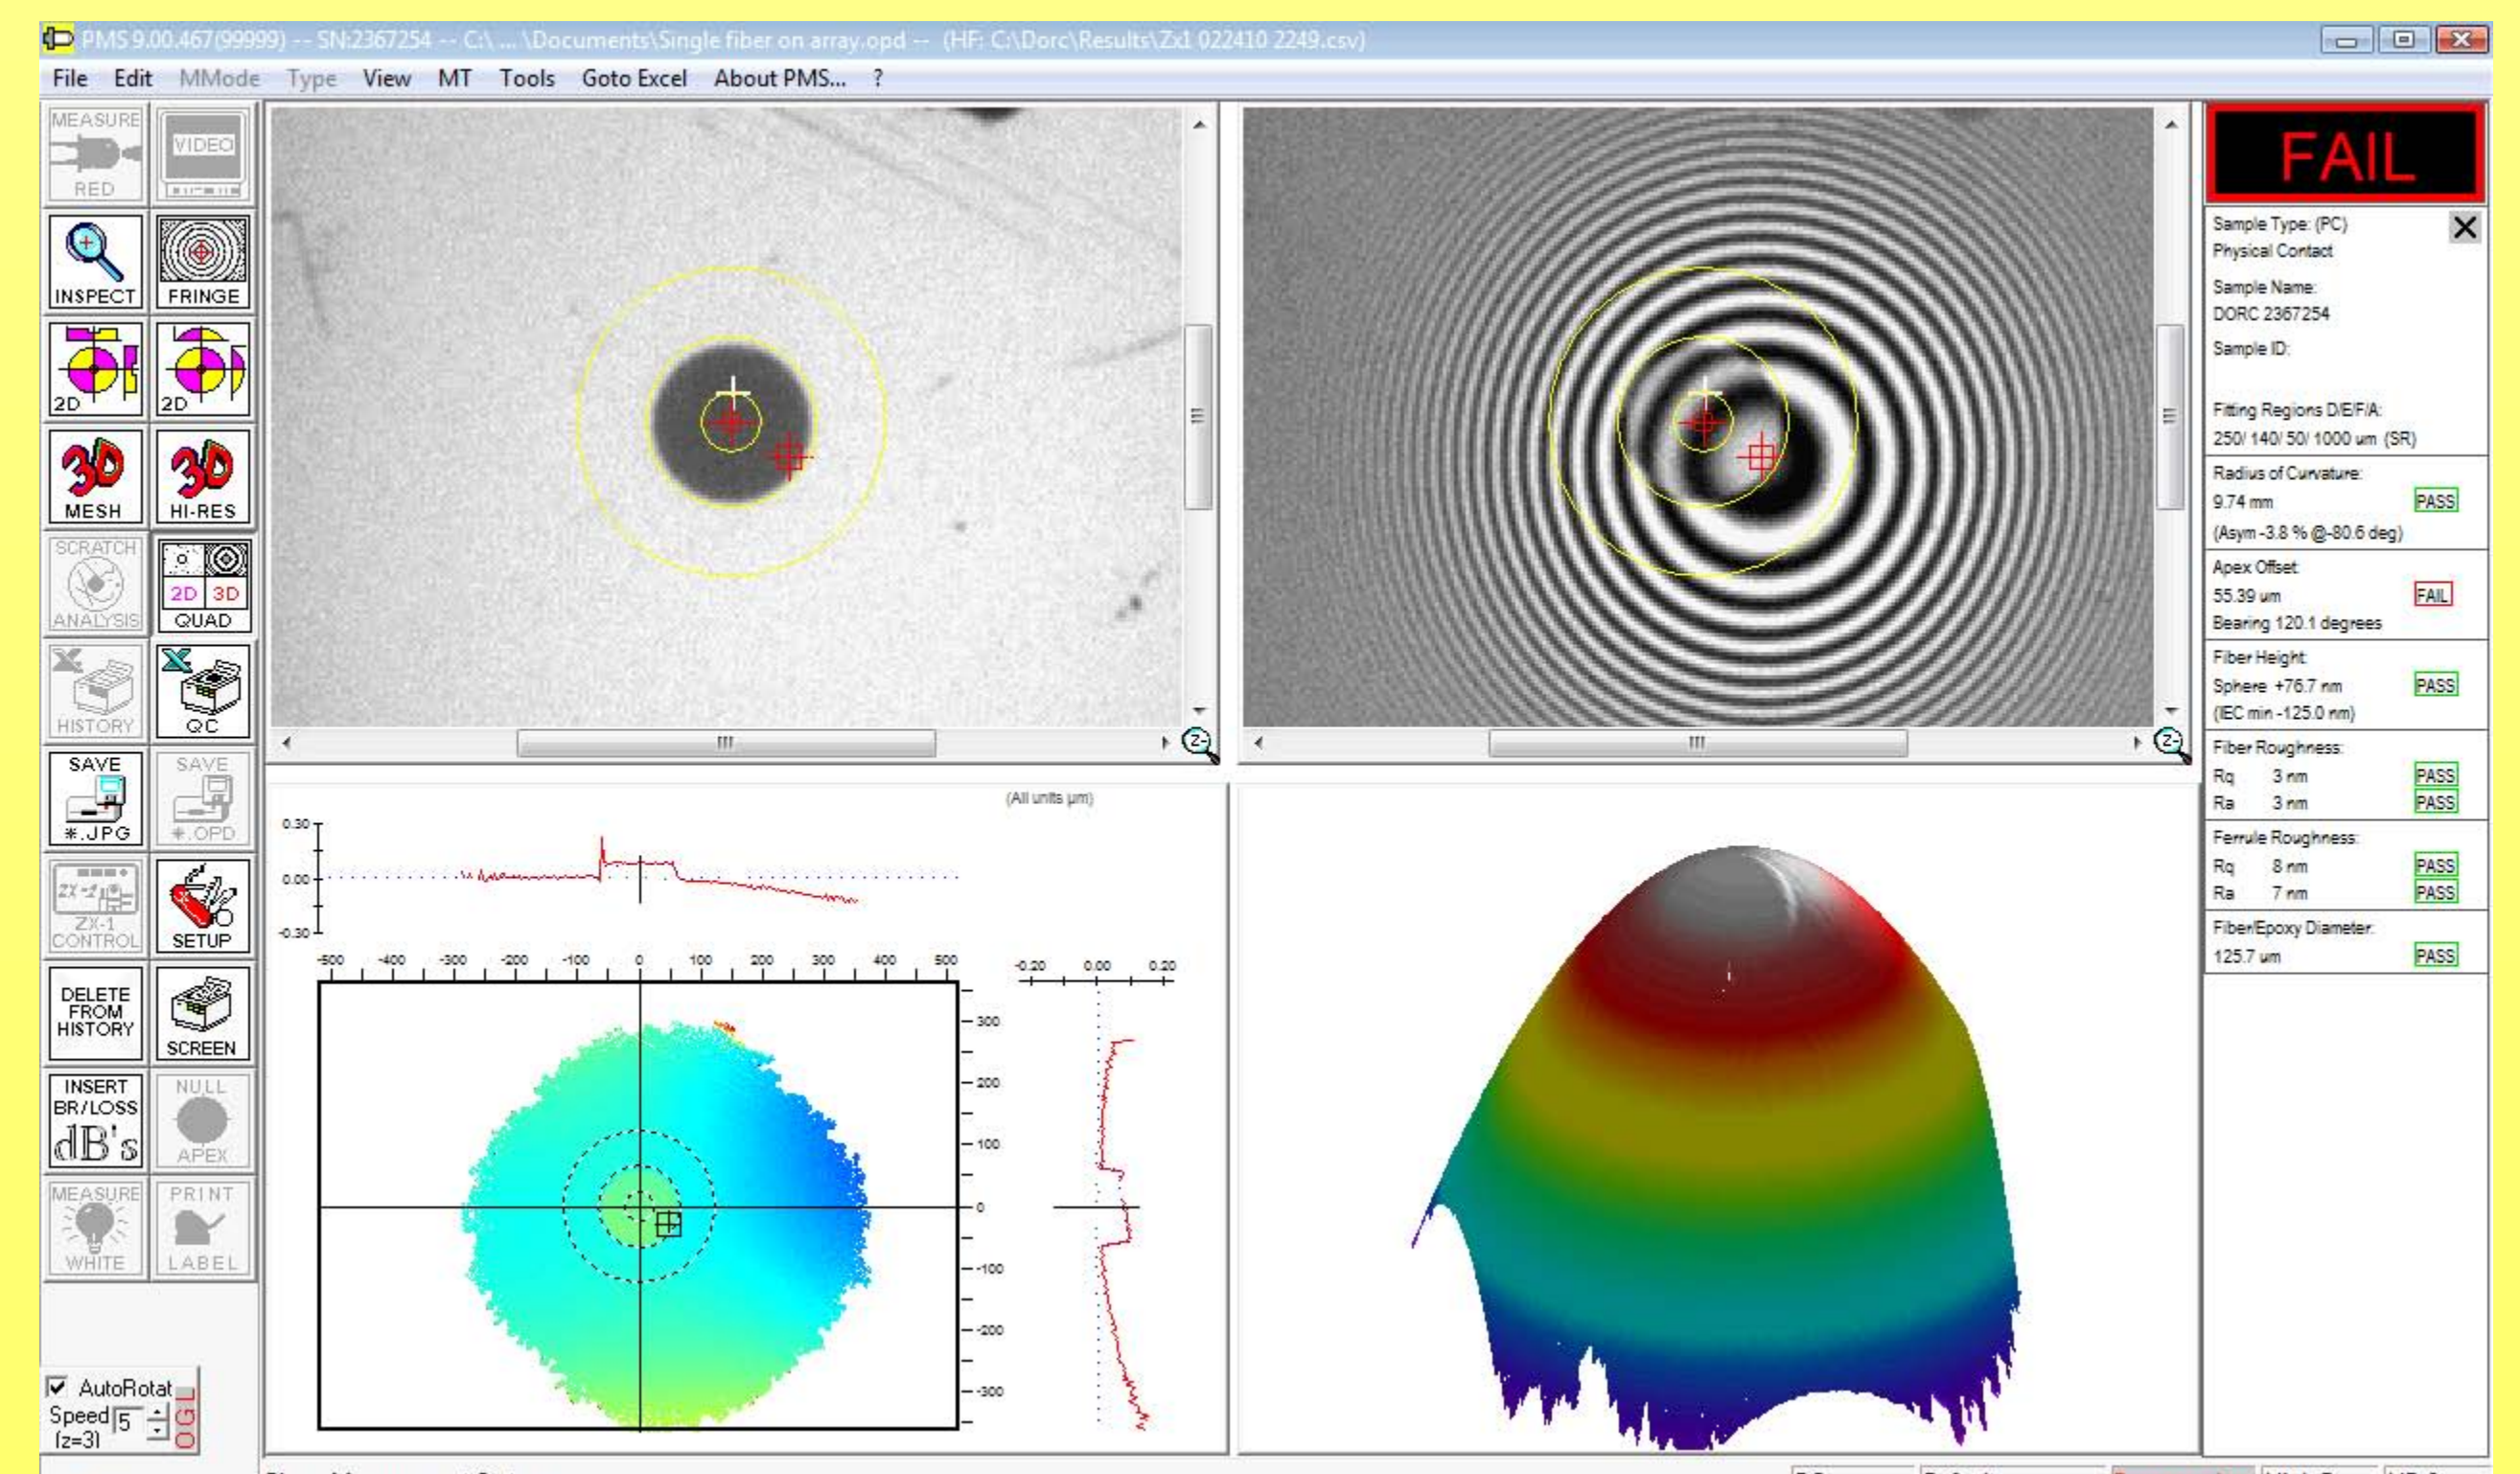 PMS 9.00.467(99999) -- SN:2367254 -- C:\ ... \Documents\Single fiber on array.opd -- (HF: C:\Dorc\Results\Zx1 022410 2249.csv)
File Edit MMode Type View MT Tools Goto Excel About PMS... ?
MEASURE
RED
VIDEO
INSPECT
FRINGE
2D
2D
3D
MESH
3D
HI-RES
SCRATCH
ANALYSIS
2D 3D
QUAD
HISTORY
QC
SAVE
*.JPG
SAVE
*.OPD
ZX-1
ZX-1
CONTROL
SETUP
DELETE
FROM
HISTORY
SCREEN
INSERT
BR/LOSS
dB's
NULL
APEX
MEASURE
WHITE
PRINT
LABEL
AutoRotat
Speed 5
(z=3)
OGL
(All units µm)
0.30
0.00
-0.30
-500 -400 -300 -200 -100 0 100 200 300 400 500
-0.20 0.00 0.20
300
200
100
0
-100
-200
-300
FAIL
Sample Type: (PC)
Physical Contact
Sample Name:
DORC 2367254
Sample ID:
Fitting Regions D/E/F/A:
250/ 140/ 50/ 1000 um (SR)
Radius of Curvature:
9.74 mm PASS
(Asym -3.8 % @-80.6 deg)
Apex Offset:
55.39 um FAIL
Bearing 120.1 degrees
Fiber Height:
Sphere +76.7 nm PASS
(IEC min -125.0 nm)
Fiber Roughness:
Rq 3 nm PASS
Ra 3 nm PASS
Ferrule Roughness:
Rq 8 nm PASS
Ra 7 nm PASS
Fiber/Epoxy Diameter:
125.7 um PASS